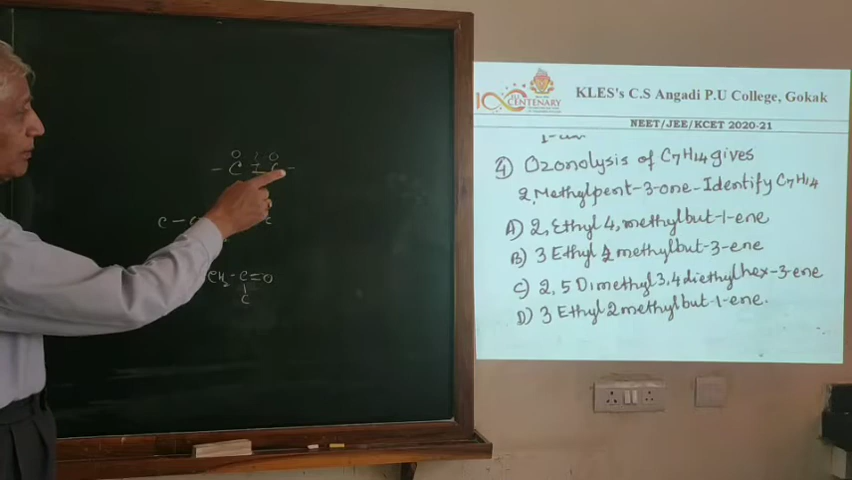 KLES's C.S Angadi P.U College, Gokak
CENTENARY
NEET/JEE/KCET 2020-21
④ Ozonolysis of C7H14 gives
2, Methylpent-3-one-Identify C7H14
A) 2, Ethyl 4, methylbut-1-ene
B) 3 Ethyl 2 methylbut-3-ene
C) 2, 5 Dimethyl 3, 4 diethylhex-3-ene
D) 3 Ethyl 2 methylbut-1-ene.
O O
- C
C - C
CH2 - C = O
C